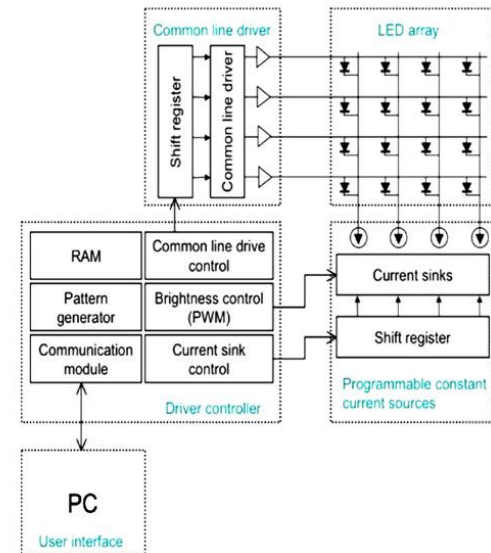 Common line driver
LED array
Shift register
Common line driver
RAM
Common line drive
control
Pattern
generator
Brightness control
(PWM)
Communication
module
Current sink
control
Driver controller
Current sinks
Shift register
Programmable constant
current sources
PC
User interface